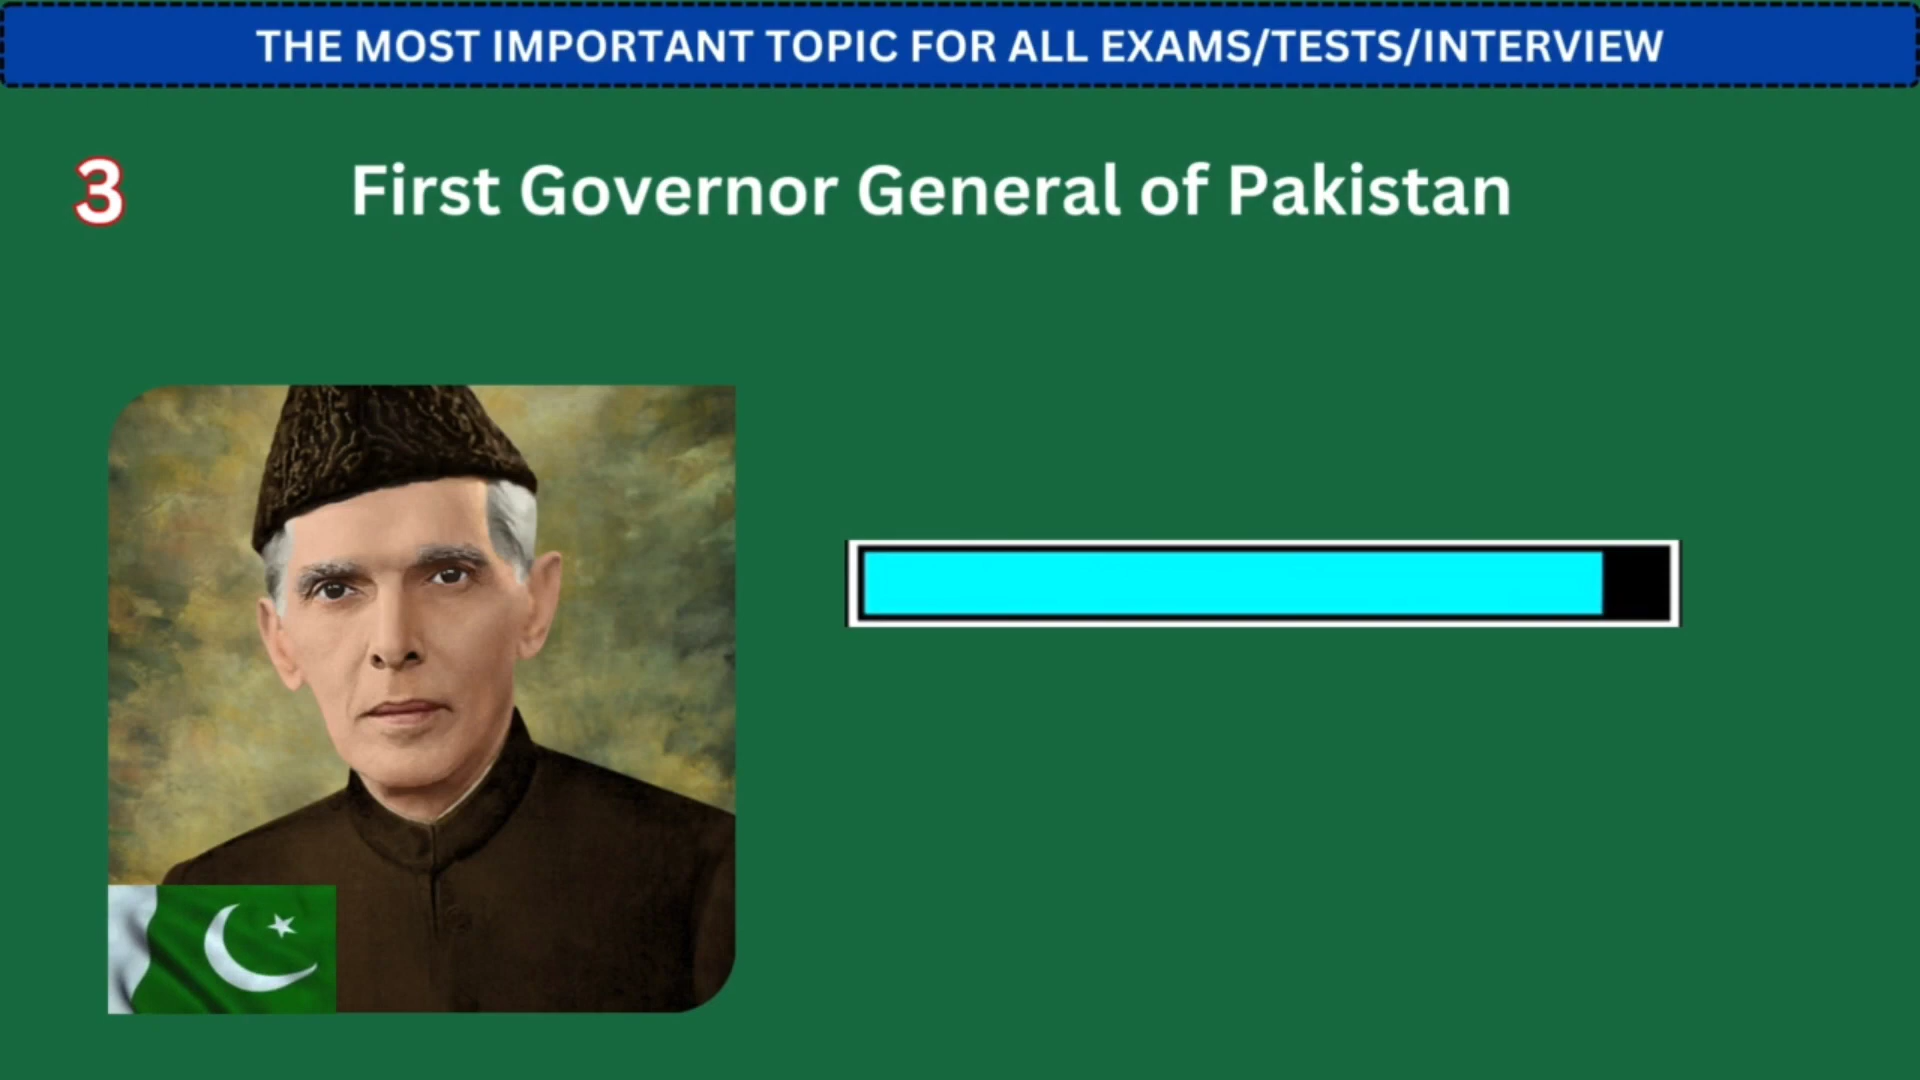 THE MOST IMPORTANT TOPIC FOR ALL EXAMS/TESTS/INTERVIEW
3
First Governor General of Pakistan